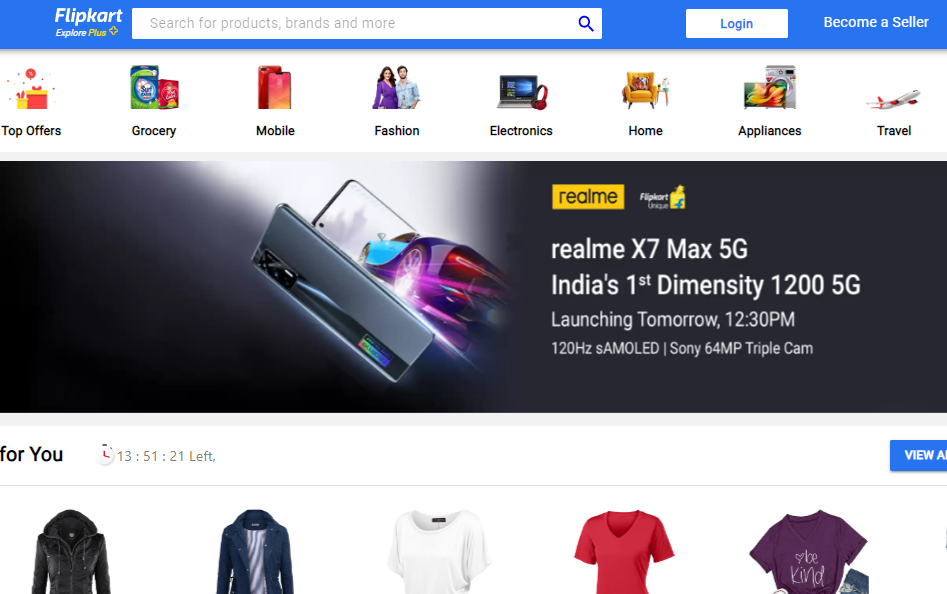 Flipkart
Explore Plus
Search for products, brands and more
Login
Become a Seller
Top Offers
Grocery
Mobile
Fashion
Electronics
Home
Appliances
Travel
realme
Flipkart
Unique
realme X7 Max 5G
India's 1st Dimensity 1200 5G
Launching Tomorrow, 12:30PM
120Hz sAMOLED | Sony 64MP Triple Cam
for You
13 : 51 : 21 Left,
VIEW A
be
Kind